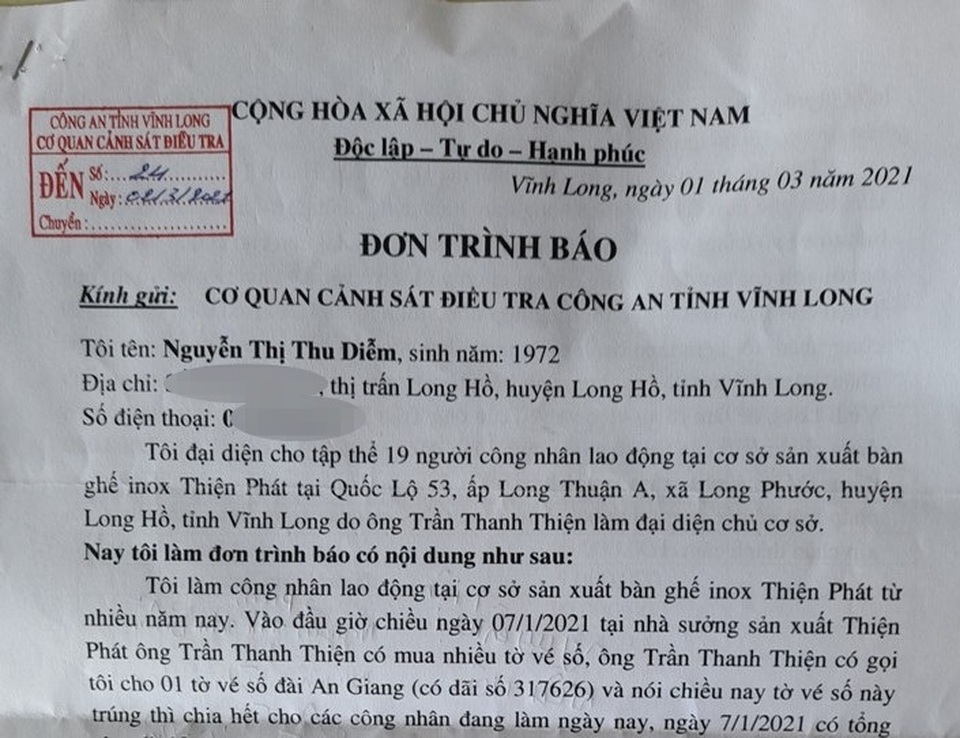 CÔNG AN TỈNH VĨNH LONG
CƠ QUAN CẢNH SÁT ĐIỀU TRA
ĐẾN
Số:...24...........
Ngày:.02/3/2021
Chuyển:........................
CỘNG HÒA XÃ HỘI CHỦ NGHĨA VIỆT NAM
Độc lập – Tự do – Hạnh phúc
Vĩnh Long, ngày 01 tháng 03 năm 2021
ĐƠN TRÌNH BÁO
Kính gửi: CƠ QUAN CẢNH SÁT ĐIỀU TRA CÔNG AN TỈNH VĨNH LONG
Tôi tên: Nguyễn Thị Thu Diễm, sinh năm: 1972
Địa chỉ: , thị trấn Long Hồ, huyện Long Hồ, tỉnh Vĩnh Long.
Số điện thoại: 0
Tôi đại diện cho tập thể 19 người công nhân lao động tại cơ sở sản xuất bàn
ghế inox Thiện Phát tại Quốc Lộ 53, ấp Long Thuận A, xã Long Phước, huyện
Long Hồ, tỉnh Vĩnh Long do ông Trần Thanh Thiện làm đại diện chủ cơ sở.
Nay tôi làm đơn trình báo có nội dung như sau:
Tôi làm công nhân lao động tại cơ sở sản xuất bàn ghế inox Thiện Phát từ
nhiều năm nay. Vào đầu giờ chiều ngày 07/1/2021 tại nhà sưởng sản xuất Thiện
Phát ông Trần Thanh Thiện có mua nhiều tờ vé số, ông Trần Thanh Thiện có gọi
tôi cho 01 tờ vé số đài An Giang (có dãi số 317626) và nói chiều nay tờ vé số này
trúng thì chia hết cho các công nhân đang làm ngày nay, ngày 7/1/2021 có tổng